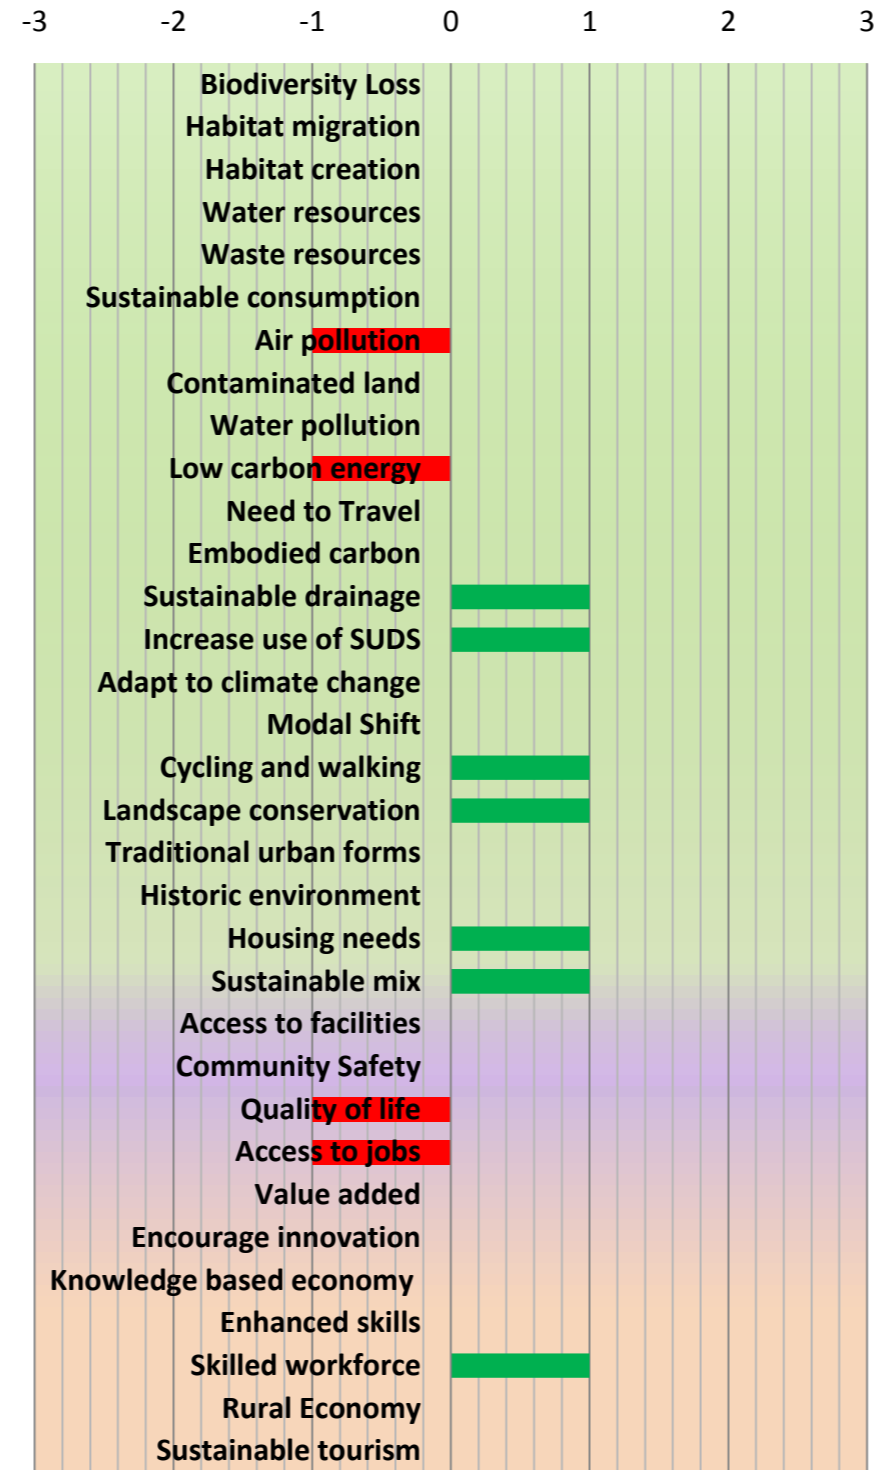 -3 -2 -1 0 1 2 3
Biodiversity Loss
Habitat migration
Habitat creation
Water resources
Waste resources
Sustainable consumption
Air pollution
Contaminated land
Water pollution
Low carbon energy
Need to Travel
Embodied carbon
Sustainable drainage
Increase use of SUDS
Adapt to climate change
Modal Shift
Cycling and walking
Landscape conservation
Traditional urban forms
Historic environment
Housing needs
Sustainable mix
Access to facilities
Community Safety
Quality of life
Access to jobs
Value added
Encourage innovation
Knowledge based economy
Enhanced skills
Skilled workforce
Rural Economy
Sustainable tourism